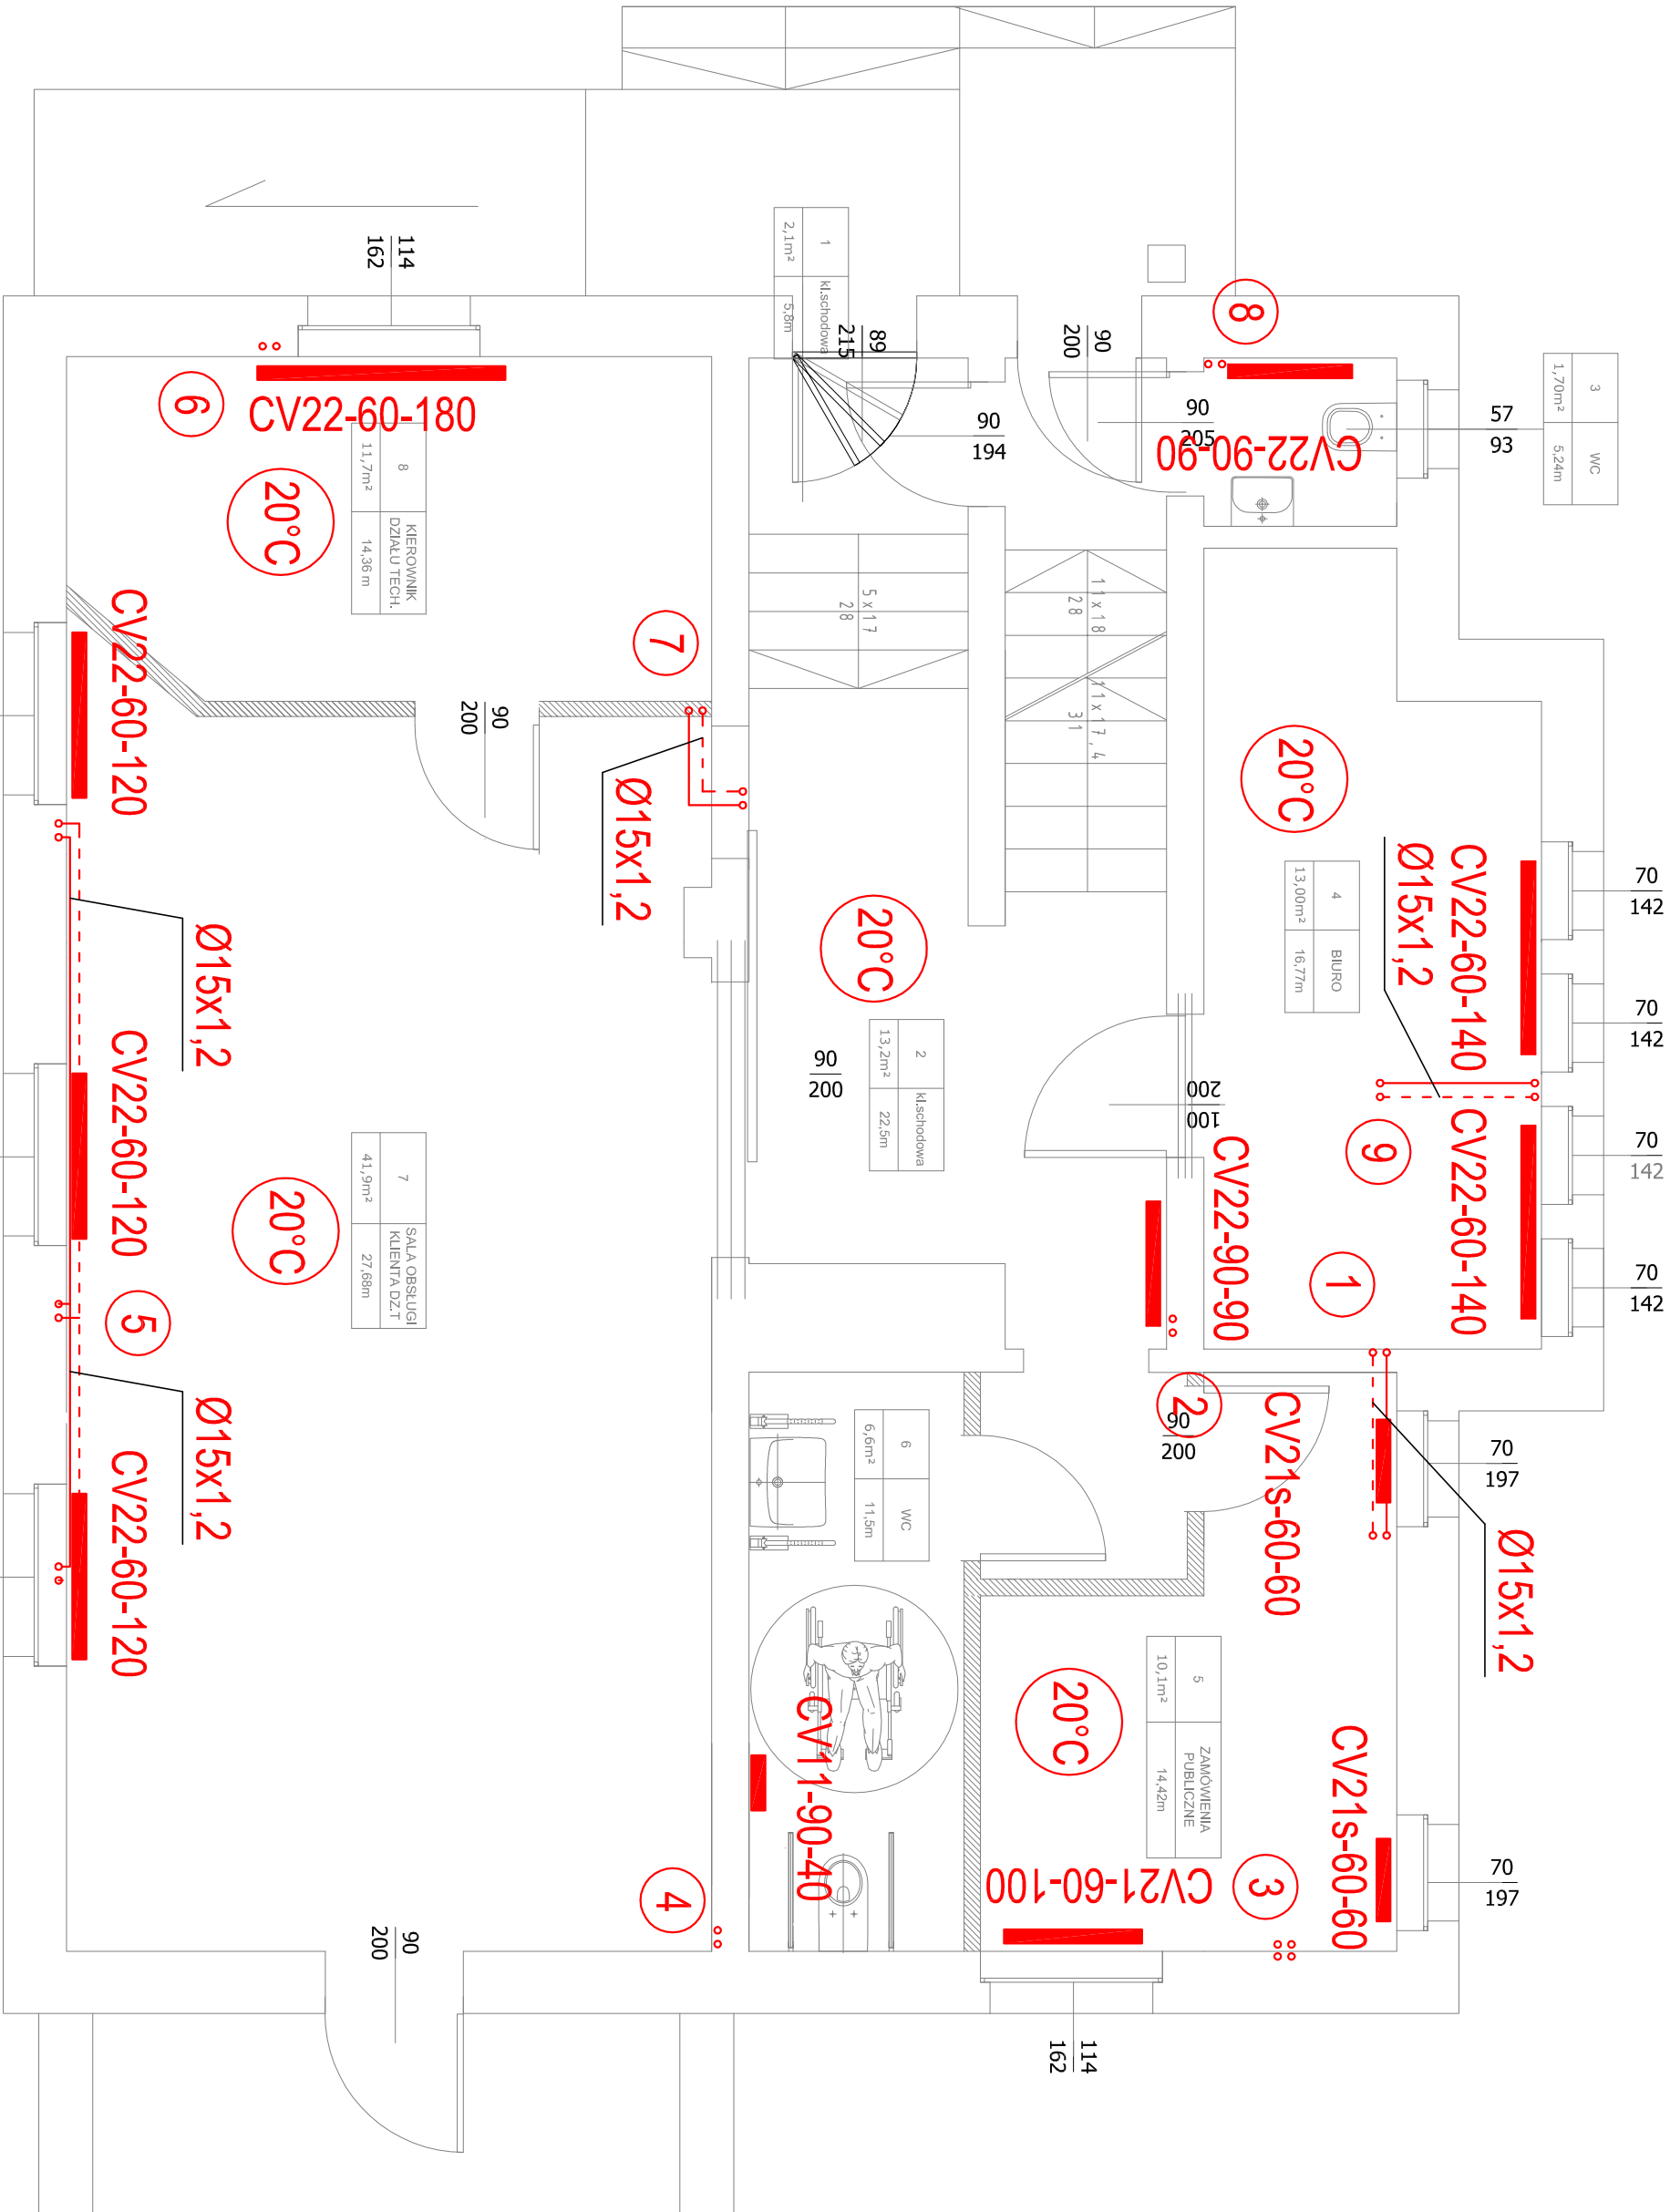 3
WC
1,70m²
5,24m
57
93
70
142
70
142
70
142
70
142
70
197
70
197
8
CV22-90-90
90
205
90
200
1
kl.schodowa
2,1m²
5,8m
89
215
90
194
11x18
28
11x17,4
31
5x17
28
20°C
4
BIURO
13,00m²
16,77m
CV22-60-140
Ø15x1,2
9
CV22-60-140
1
CV22-90-90
100
200
2
90
200
CV21s-60-60
Ø15x1,2
20°C
2
kl.schodowa
13,2m²
22,5m
90
200
6
WC
6,6m²
11,5m
CV11-90-40
20°C
5
ZAMÓWIENIA
PUBLICZNE
10,1m²
14,42m
CV21s-60-60
3
CV21-60-100
114
162
114
162
6
CV22-60-180
20°C
8
KIEROWNIK
DZIAŁU TECH.
11,7m²
14,36 m
7
Ø15x1,2
90
200
CV22-60-120
Ø15x1,2
CV22-60-120
20°C
7
SALA OBSŁUGI
KLIENTA DZ.T
41,9m²
27,68m
5
Ø15x1,2
CV22-60-120
4
90
200